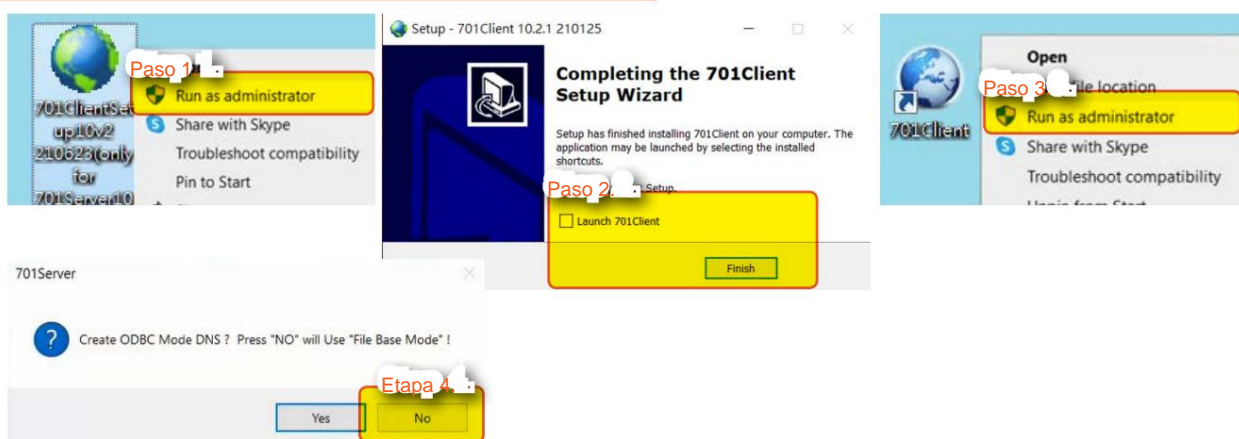 Paso 1
Run as administrator
Share with Skype
Troubleshoot compatibility
Pin to Start
701ClientSet
up10v2
210623(only
for
701Server10
Setup - 701Client 10.2.1 210125
Completing the 701Client
Setup Wizard
Setup has finished installing 701Client on your computer. The
application may be launched by selecting the installed
shortcuts.
Paso 2
Setup.
Launch 701Client
Finish
701Client
Open
Paso 3
file location
Run as administrator
Share with Skype
Troubleshoot compatibility
Unpin from Start
701Server
Create ODBC Mode DNS ? Press "NO" will Use "File Base Mode" !
Etapa 4
Yes
No